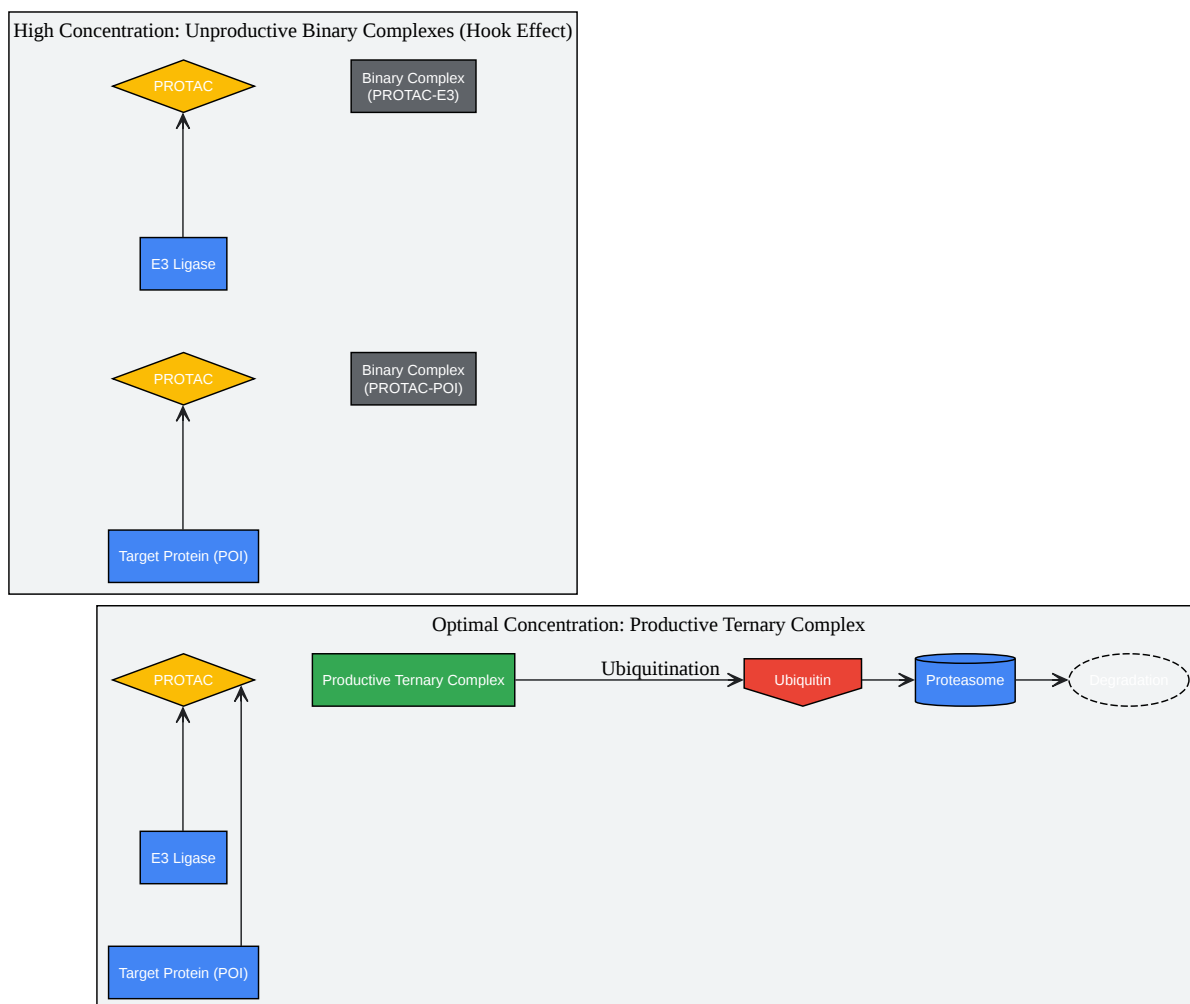 High Concentration: Unproductive Binary Complexes (Hook Effect)
PROTAC
Binary Complex
(PROTAC-E3)
E3 Ligase
PROTAC
Binary Complex
(PROTAC-POI)
Target Protein (POI)
Optimal Concentration: Productive Ternary Complex
PROTAC
Productive Ternary Complex
Ubiquitination
Ubiquitin
Proteasome
Degradation
E3 Ligase
Target Protein (POI)